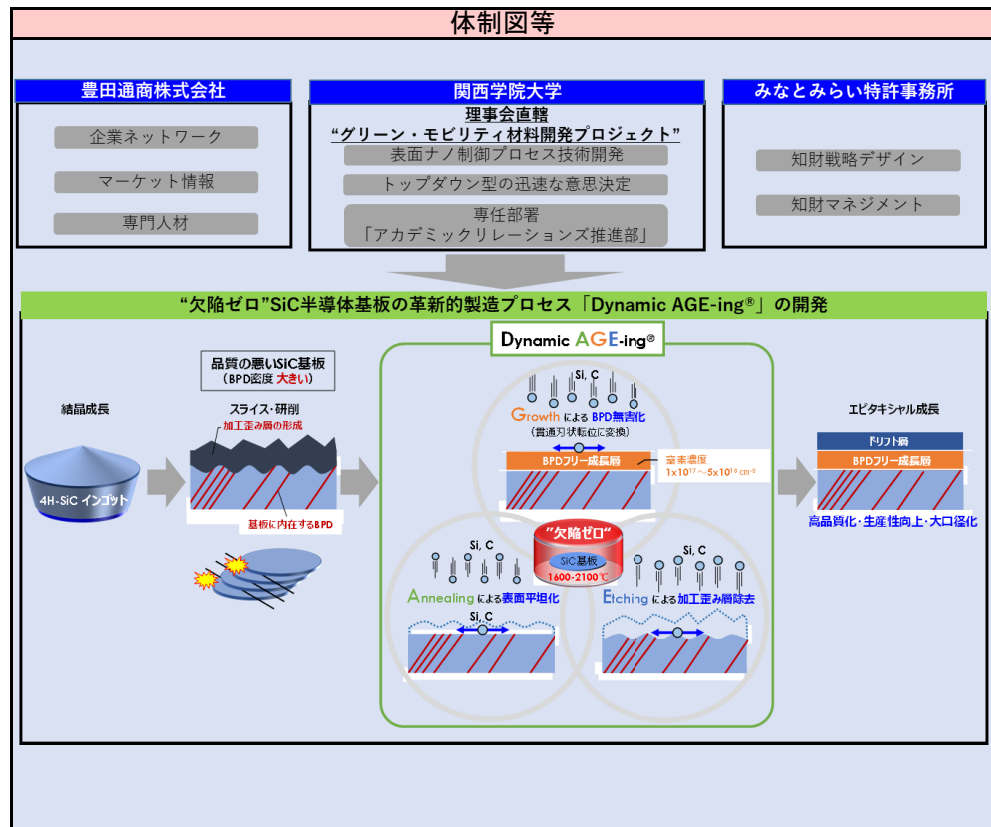 体制図等
豊田通商株式会社
企業ネットワーク
マーケット情報
専門人材
関西学院大学
理事会直轄
“グリーン・モビリティ材料開発プロジェクト”
表面ナノ制御プロセス技術開発
トップダウン型の迅速な意思決定
専任部署
「アカデミックリレーションズ推進部」
みなとみらい特許事務所
知財戦略デザイン
知財マネジメント
“欠陥ゼロ”SiC半導体基板の革新的製造プロセス「Dynamic AGE-ing®」の開発
結晶成長
4H-SiC インゴット
品質の悪いSiC基板
(BPD密度 大きい)
スライス・研削
加工歪み層の形成
基板に内在するBPD
Dynamic AGE-ing®
Si, C
Growth による BPD無害化
(貫通刃状転位に変換)
BPDフリー成長層
窒素濃度
1x10¹⁷～5x10¹⁸ cm⁻³
"欠陥ゼロ"
SiC基板
1600-2100℃
Si, C
Annealing による表面平坦化
Si, C
Si, C
Etching による加工歪み層除去
エピタキシャル成長
ドリフト層
BPDフリー成長層
高品質化・生産性向上・大口径化